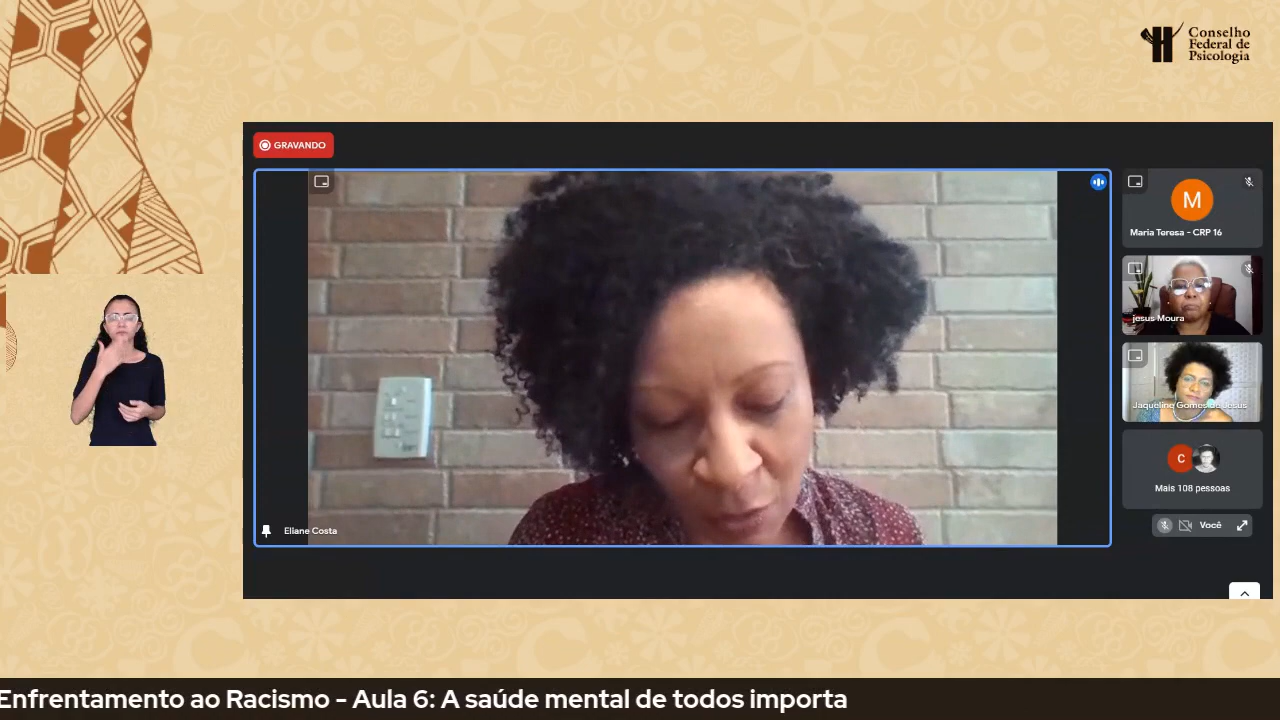 Conselho
Federal de
Psicologia
GRAVANDO
M
Maria Teresa - CRP 16
jesus Moura
Jaqueline Gomes de Jesus
C
Mais 108 pessoas
Você
Eliane Costa
Enfrentamento ao Racismo - Aula 6: A saúde mental de todos importa